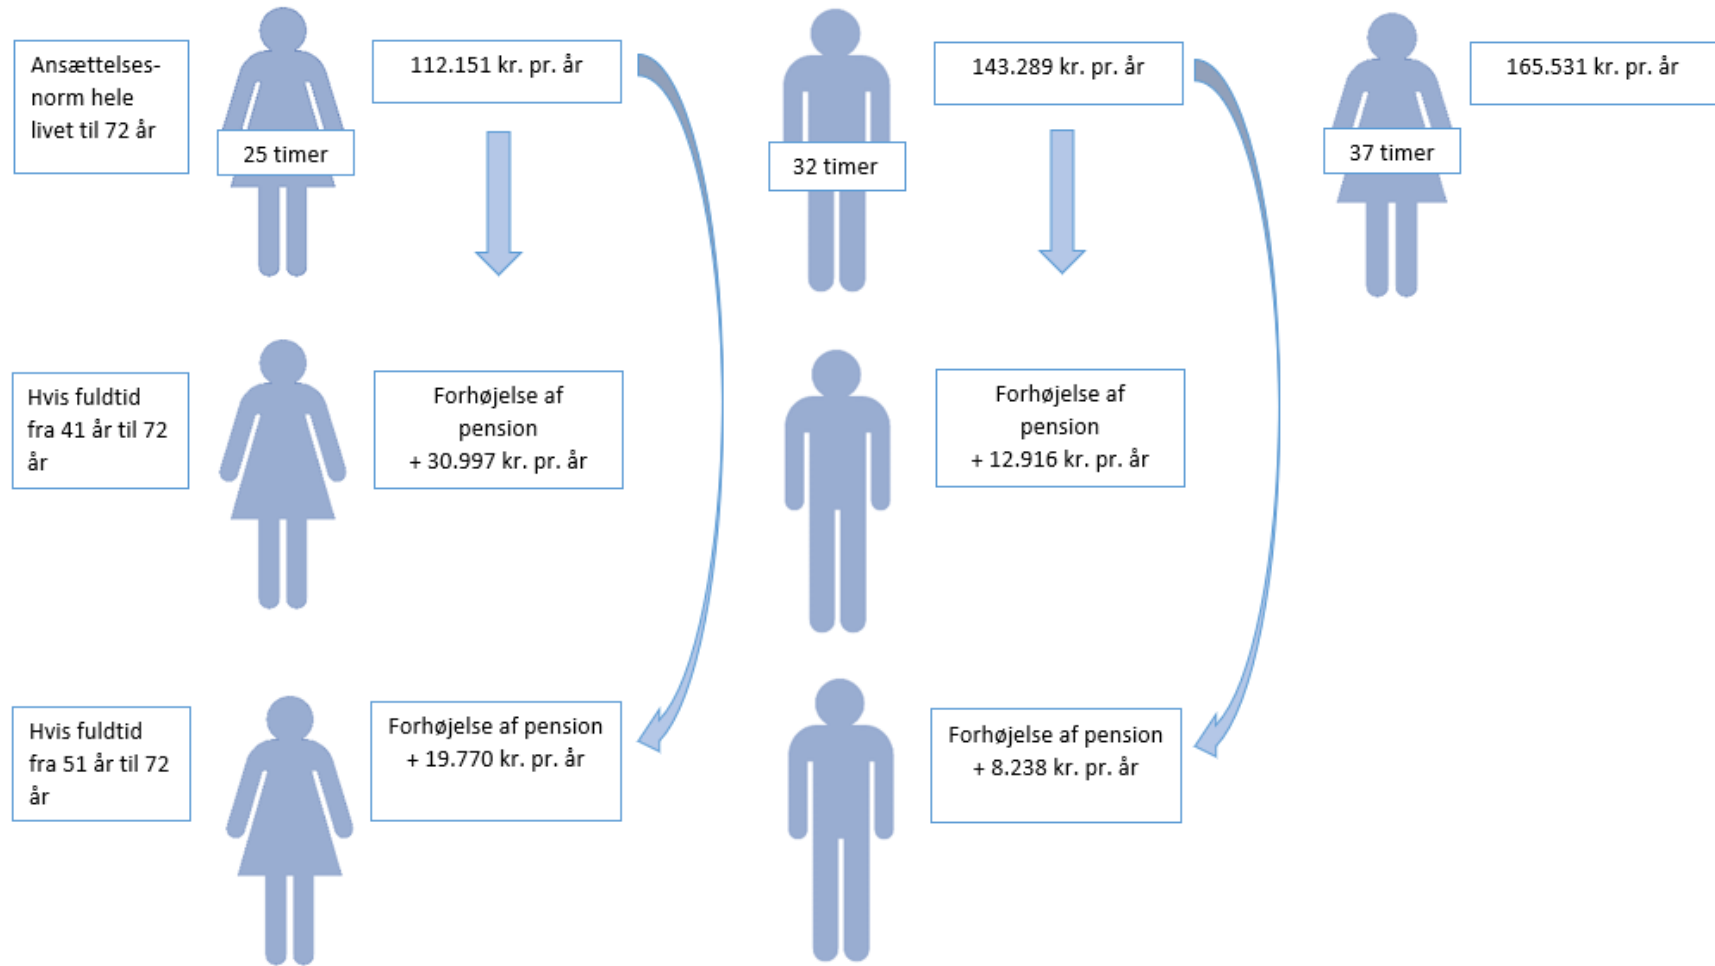 Ansættelses-
norm hele
livet til 72 år
25 timer
112.151 kr. pr. år
32 timer
143.289 kr. pr. år
37 timer
165.531 kr. pr. år
Hvis fuldtid
fra 41 år til 72
år
Forhøjelse af
pension
+ 30.997 kr. pr. år
Forhøjelse af
pension
+ 12.916 kr. pr. år
Hvis fuldtid
fra 51 år til 72
år
Forhøjelse af pension
+ 19.770 kr. pr. år
Forhøjelse af pension
+ 8.238 kr. pr. år